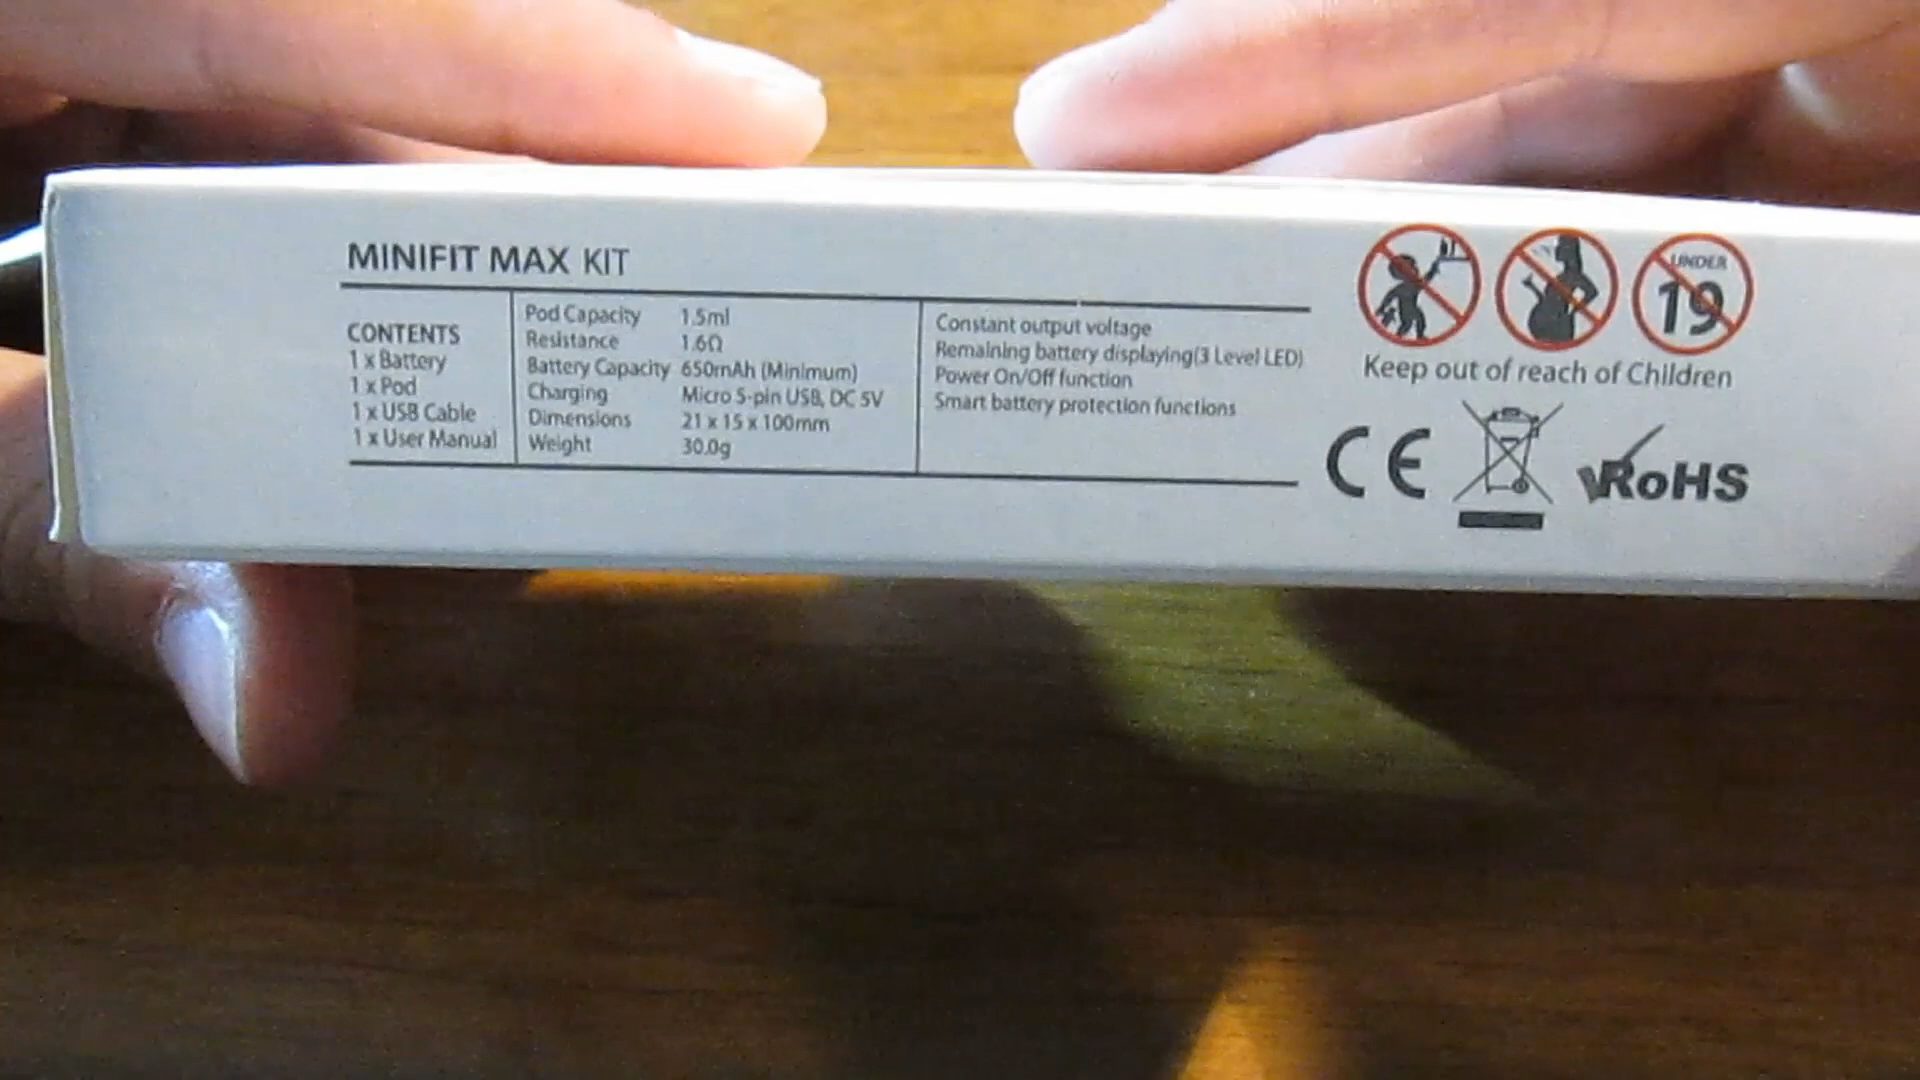 MINIFIT MAX KIT
CONTENTS
1 x Battery
1 x Pod
1 x USB Cable
1 x User Manual
Pod Capacity 1.5ml
Resistance 1.6Ω
Battery Capacity 650mAh (Minimum)
Charging Micro 5-pin USB, DC 5V
Dimensions 21 x 15 x 100mm
Weight 30.0g
Constant output voltage
Remaining battery displaying(3 Level LED)
Power On/Off function
Smart battery protection functions
UNDER
19
Keep out of reach of Children
CE
RoHS